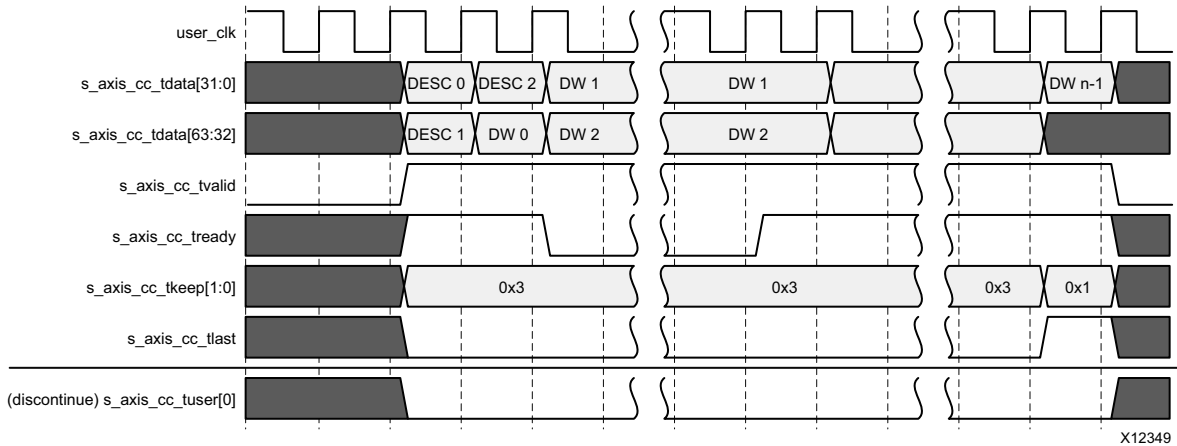 user_clk
s_axis_cc_tdata[31:0] DESC 0 DESC 2 DW 1 DW 1 DW n-1
s_axis_cc_tdata[63:32] DESC 1 DW 0 DW 2 DW 2
s_axis_cc_tvalid
s_axis_cc_tready
s_axis_cc_tkeep[1:0] 0x3 0x3 0x3 0x1
s_axis_cc_tlast
(discontinue) s_axis_cc_tuser[0]
X12349